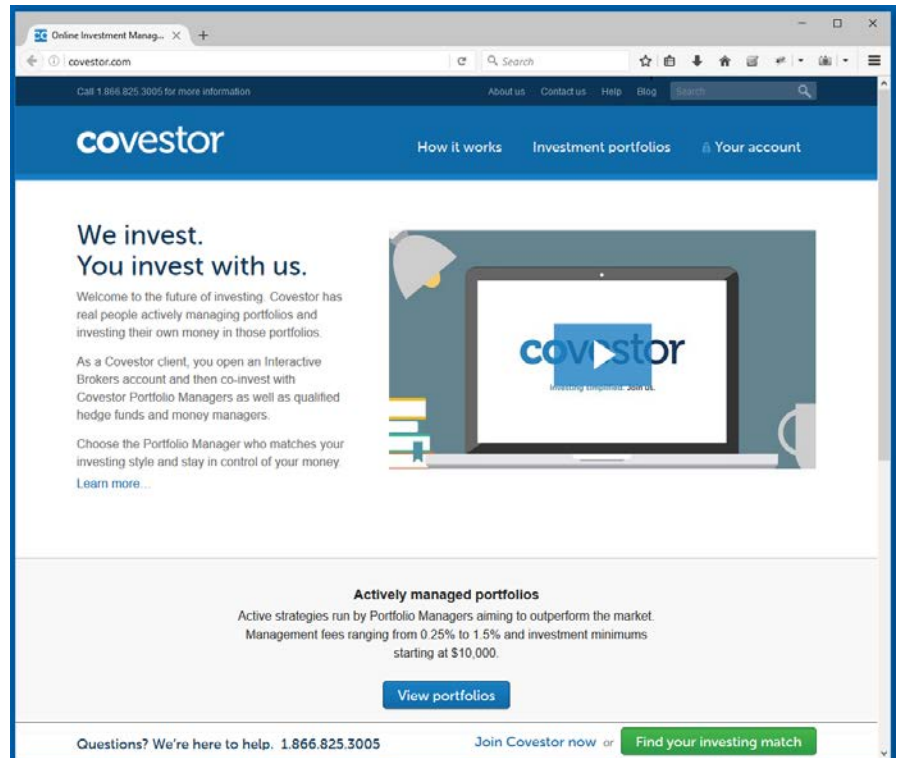 Online Investment Manag...
covestor.com
Search
Call 1.866.825.3005 for more information
About us Contact us Help Blog Search
covestor
How it works Investment portfolios Your account
We invest.
You invest with us.
Welcome to the future of investing. Covestor has
real people actively managing portfolios and
investing their own money in those portfolios.
As a Covestor client, you open an Interactive
Brokers account and then co-invest with
Covestor Portfolio Managers as well as qualified
hedge funds and money managers.
Choose the Portfolio Manager who matches your
investing style and stay in control of your money
Learn more...
covestor
Investing simplified. Join us.
Actively managed portfolios
Active strategies run by Portfolio Managers aiming to outperform the market.
Management fees ranging from 0.25% to 1.5% and investment minimums
starting at $10,000.
View portfolios
Questions? We're here to help. 1.866.825.3005
Join Covestor now or Find your investing match